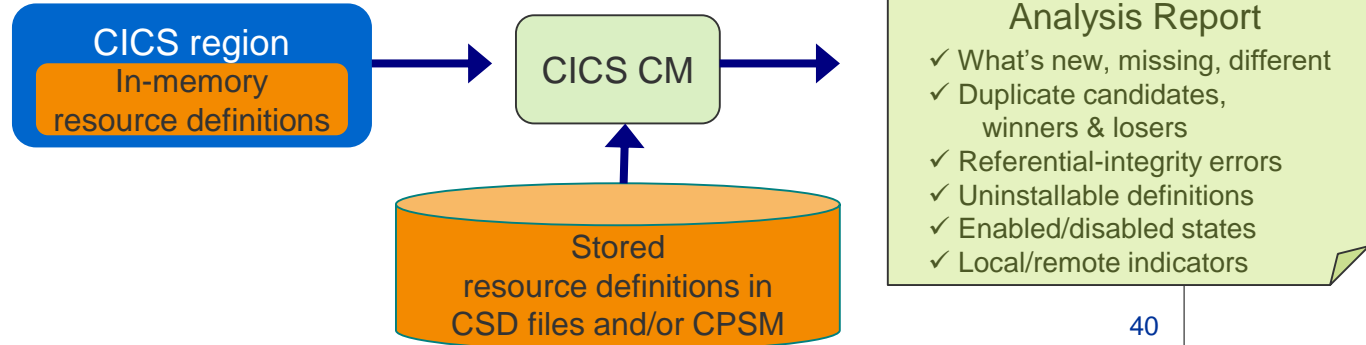 CICS region
In-memory
resource definitions
CICS CM
Stored
resource definitions in
CSD files and/or CPSM
Analysis Report
✓ What's new, missing, different
✓ Duplicate candidates,
winners & losers
✓ Referential-integrity errors
✓ Uninstallable definitions
✓ Enabled/disabled states
✓ Local/remote indicators
40